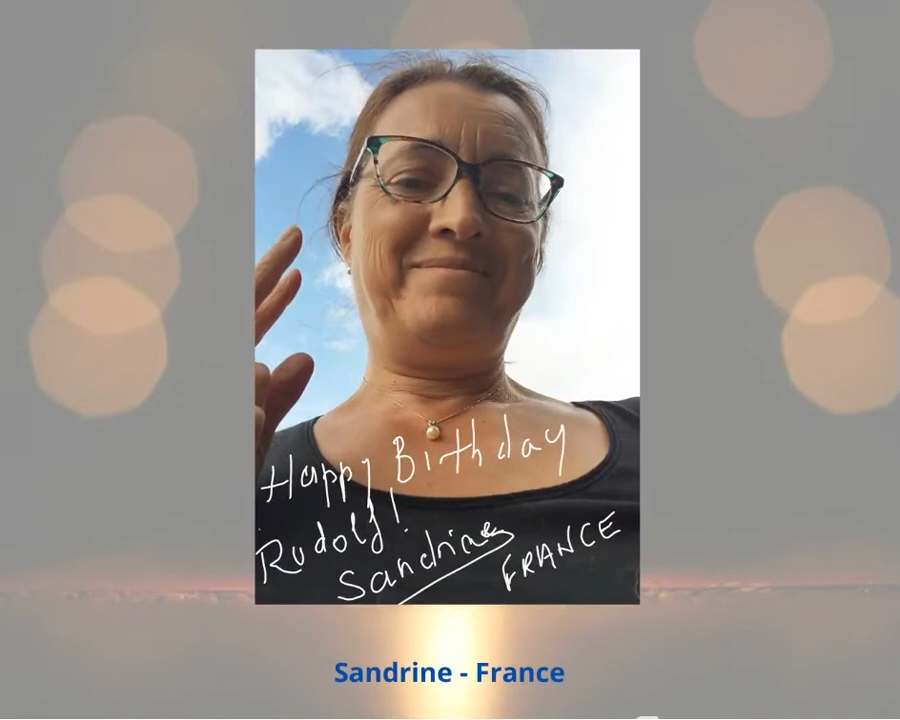 Happy Birthday
Rudolf!
Sandrine
FRANCE
Sandrine - France